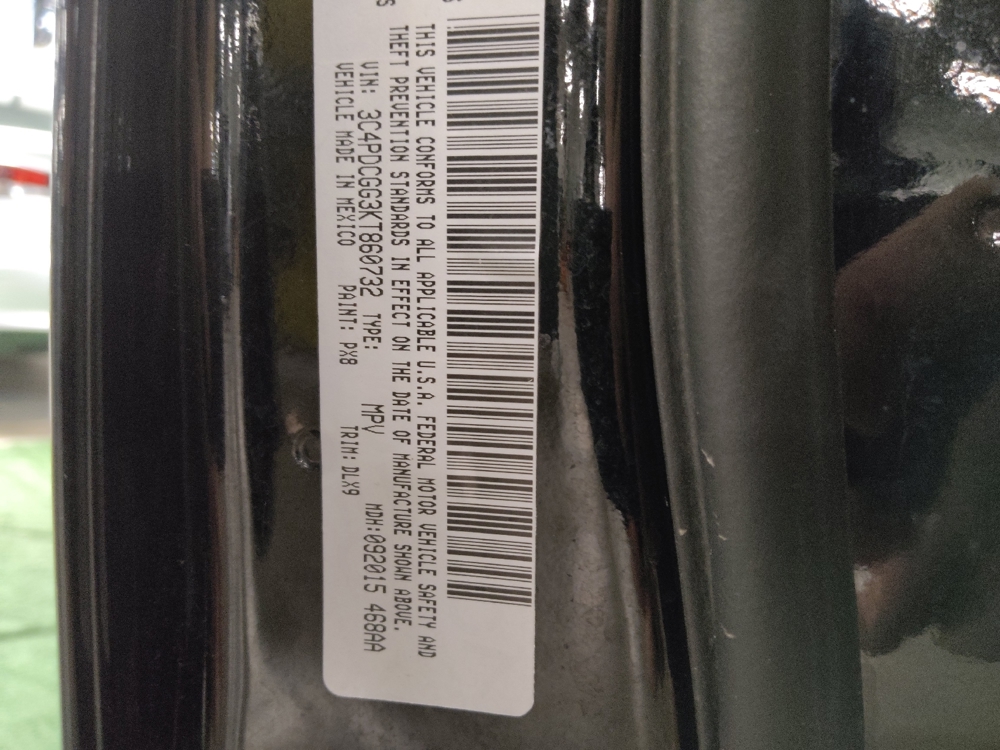 THIS VEHICLE CONFORMS TO ALL APPLICABLE U.S.A. FEDERAL MOTOR VEHICLE SAFETY AND
THEFT PREVENTION STANDARDS IN EFFECT ON THE DATE OF MANUFACTURE SHOWN ABOVE.
VIN: 3C4PDCGG3KT860732 TYPE: MPV MDH:092015 468AA
VEHICLE MADE IN MEXICO PAINT: PX8 TRIM: DLX9